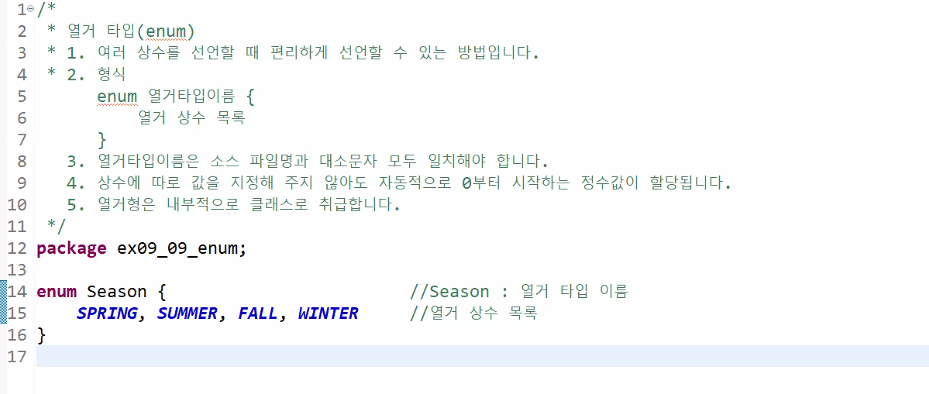 1 /*
2 * 열거 타입(enum)
3 * 1. 여러 상수를 선언할 때 편리하게 선언할 수 있는 방법입니다.
4 * 2. 형식
5 enum 열거타입이름 {
6 열거 상수 목록
7 }
8 3. 열거타입이름은 소스 파일명과 대소문자 모두 일치해야 합니다.
9 4. 상수에 따로 값을 지정해 주지 않아도 자동적으로 0부터 시작하는 정수값이 할당됩니다.
10 5. 열거형은 내부적으로 클래스로 취급합니다.
11 */
12 package ex09_09_enum;
13
14 enum Season { //Season : 열거 타입 이름
15 SPRING, SUMMER, FALL, WINTER //열거 상수 목록
16 }
17